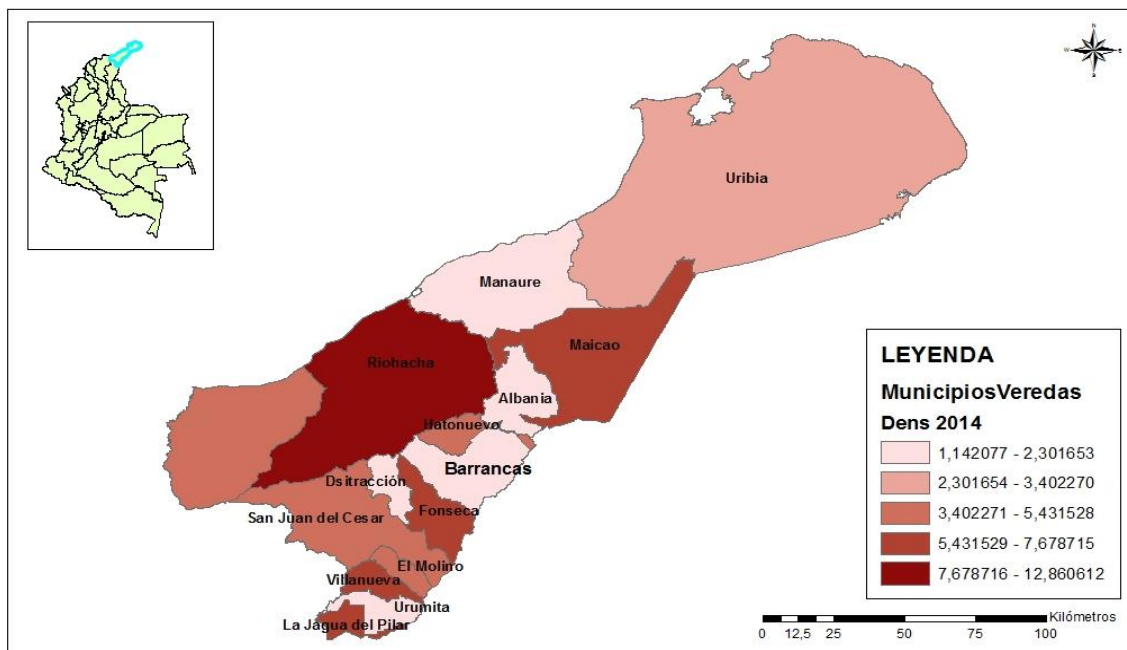 Uribia
Manaure
Maicao
Riohacha
Albania
Hatonuevo
Barrancas
Dsitracción
Fonseca
San Juan del Cesar
El Molino
Villanueva
Urumita
La Jagua del Pilar
LEYENDA
MunicipiosVeredas
Dens 2014
1,142077 - 2,301653
2,301654 - 3,402270
3,402271 - 5,431528
5,431529 - 7,678715
7,678716 - 12,860612
Kilómetros
0 12,5 25 50 75 100